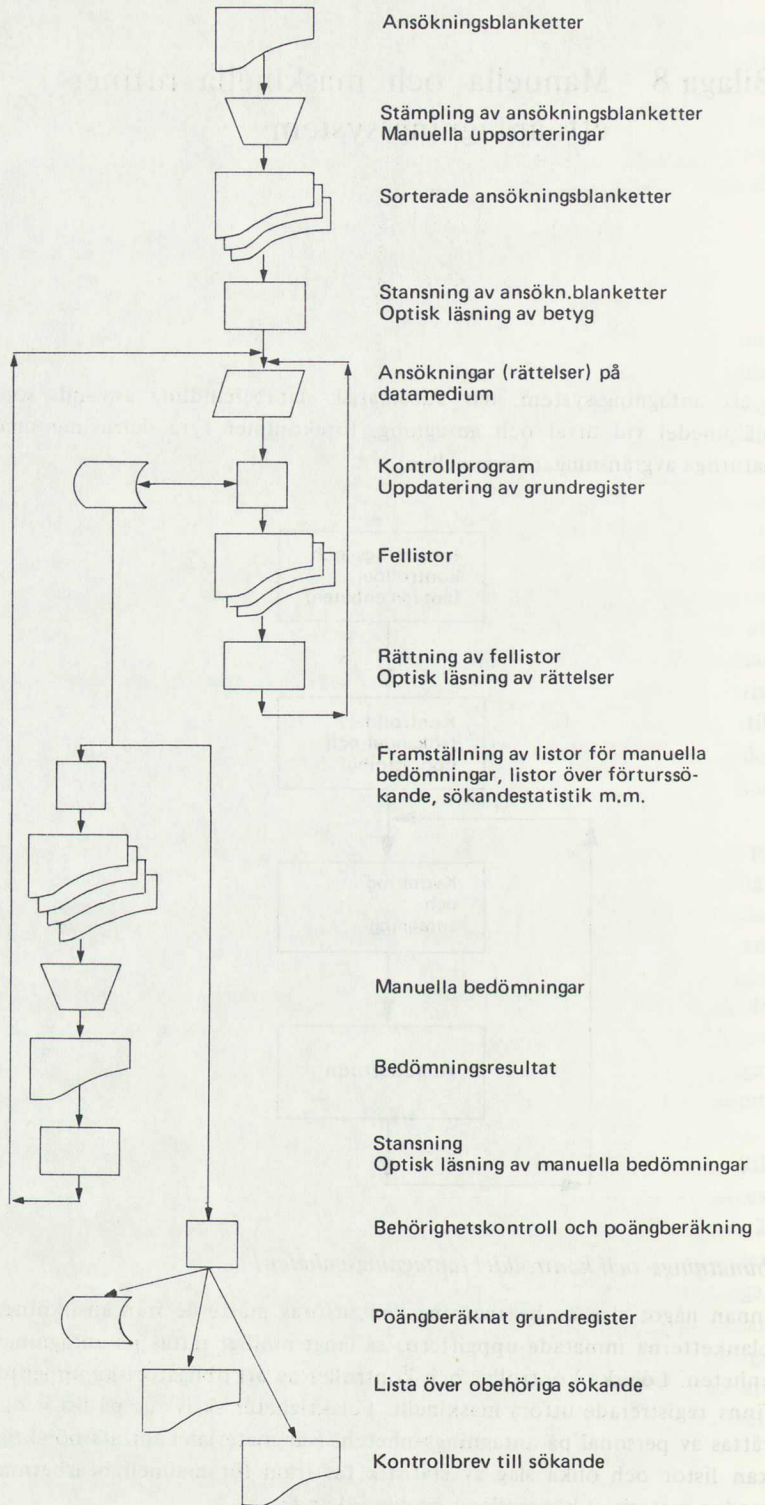 Ansökningsblanketter
Stämpling av ansökningsblanketter
Manuella uppsorteringar
Sorterade ansökningsblanketter
Stansning av ansökn.blanketter
Optisk läsning av betyg
Ansökningar (rättelser) på
datamedium
Kontrollprogram
Uppdatering av grundregister
Fellistor
Rättning av fellistor
Optisk läsning av rättelser
Framställning av listor för manuella
bedömningar, listor över förturssö-
kande, sökandestatistik m.m.
Manuella bedömningar
Bedömningsresultat
Stansning
Optisk läsning av manuella bedömningar
Behörighetskontroll och poängberäkning
Poängberäknat grundregister
Lista över obehöriga sökande
Kontrollbrev till sökande